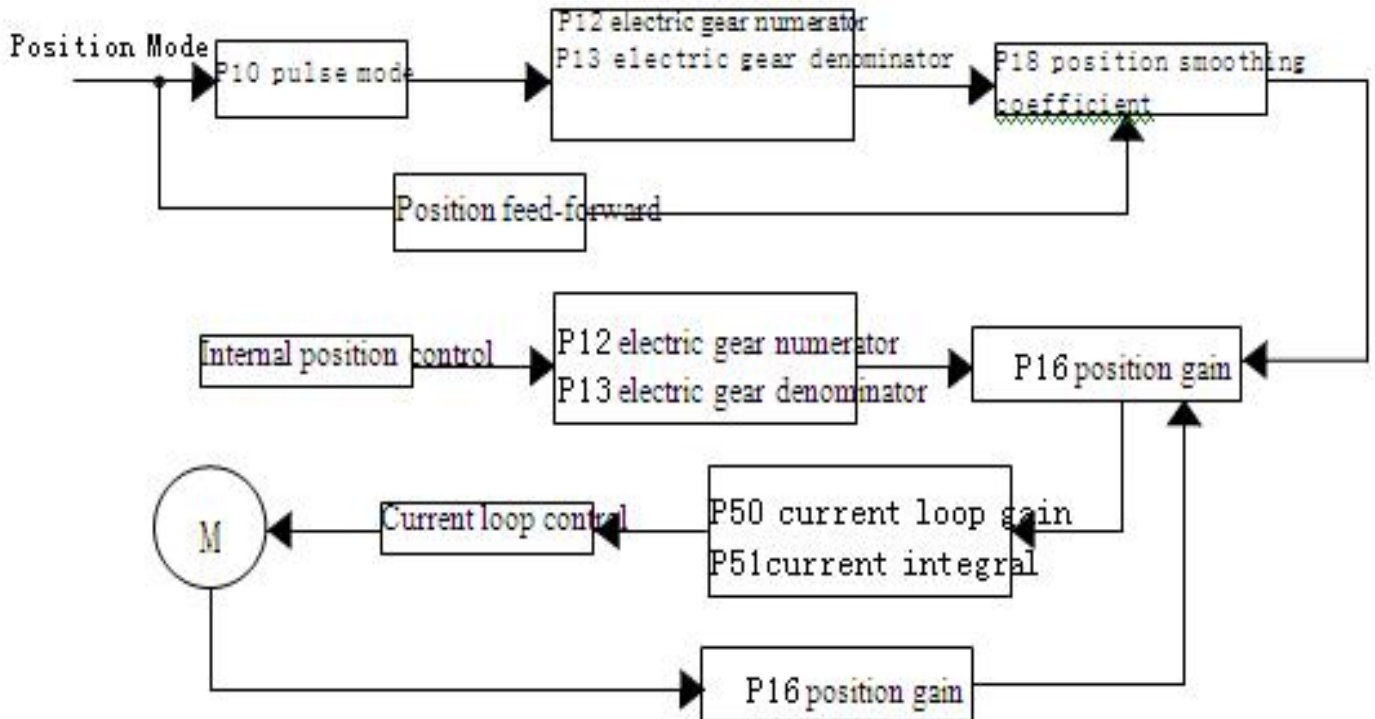 Position Mode
P10 pulse mode
P12 electric gear numerator
P13 electric gear denominator
P18 position smoothing
coefficient
Position feed-forward
Internal position control
P12 electric gear numerator
P13 electric gear denominator
P16 position gain
M
Current loop control
P50 current loop gain
P51current integral
P16 position gain